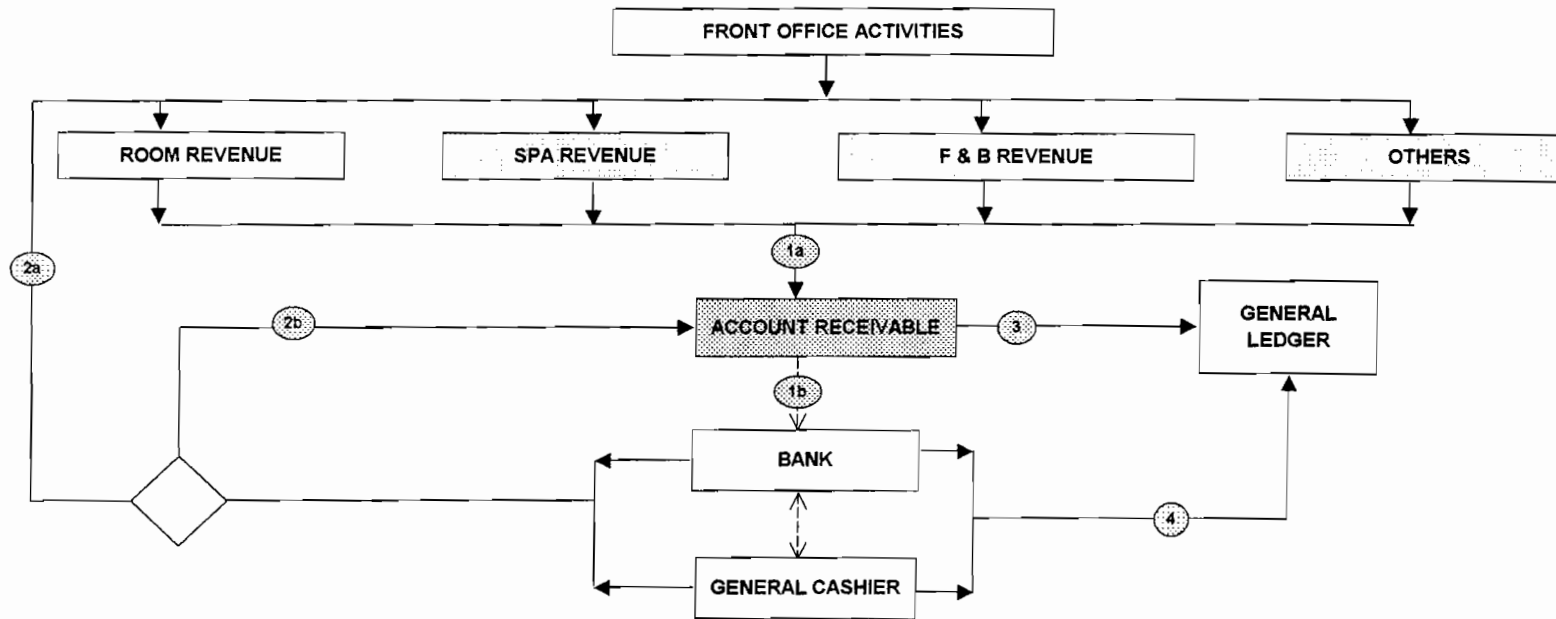 FRONT OFFICE ACTIVITIES
ROOM REVENUE
SPA REVENUE
F & B REVENUE
OTHERS
2a
1a
2b
ACCOUNT RECEIVABLE
3
GENERAL
LEDGER
1b
BANK
4
GENERAL CASHIER